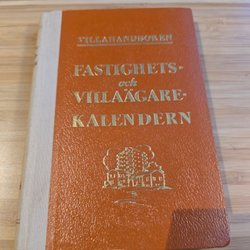 VILLAHANDBOKEN
FASTIGHETS-
och
VILLAÄGARE-
KALENDERN